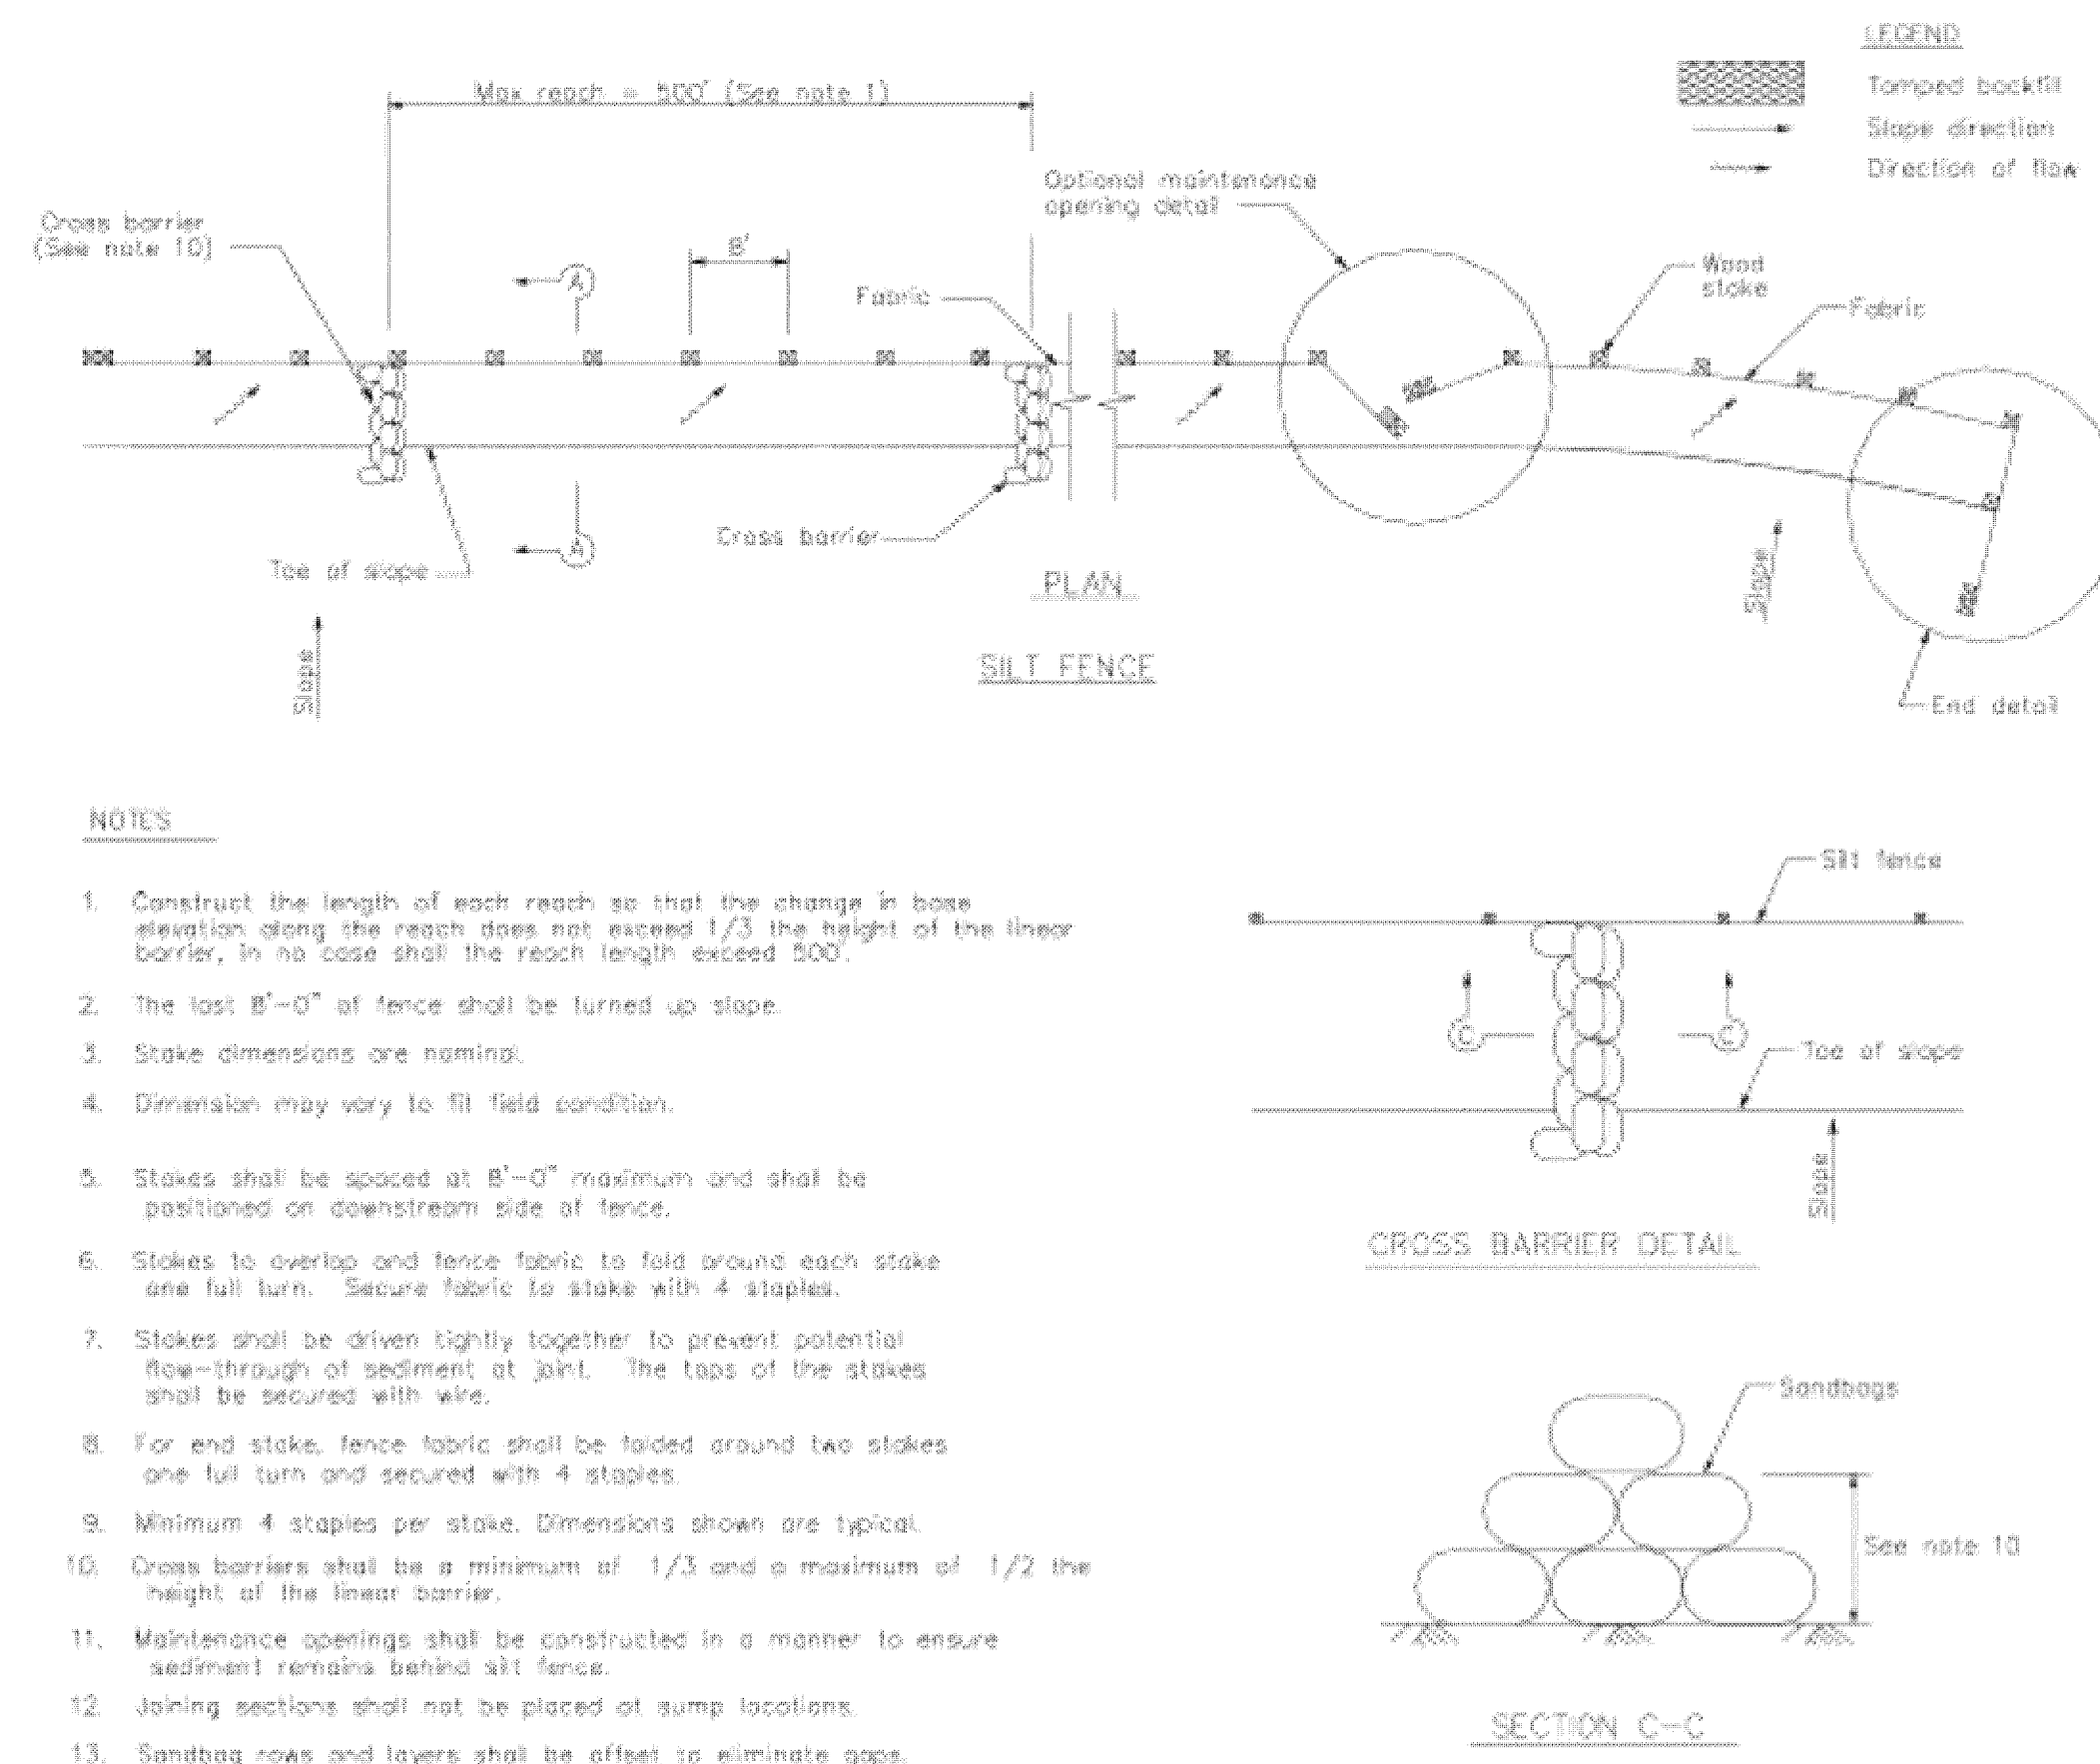 LEGEND
Tamped backfill
Slope direction
Direction of flow
Max reach = 500' (See note 1)
Optional maintenance
opening detail
Cross barrier
(See note 10)
8'
A
Fabric
Wood
stake
Fabric
Cross barrier
A
Toe of slope
PLAN
Slope
SILT FENCE
Slope
End detail
NOTES
1. Construct the length of each reach so that the change in base
elevation along the reach does not exceed 1/3 the height of the linear
barrier, in no case shall the reach length exceed 500'.
2. The last 8'-0" of fence shall be turned up slope.
3. Stake dimensions are nominal.
4. Dimension may vary to fit field condition.
5. Stakes shall be spaced at 8'-0" maximum and shall be
positioned on downstream side of fence.
6. Stakes to overlap and fence fabric to fold around each stake
one full turn. Secure fabric to stake with 4 staples.
7. Stakes shall be driven tightly together to prevent potential
flow-through of sediment at joint. The tops of the stakes
shall be secured with wire.
8. For end stake, fence fabric shall be folded around two stakes
one full turn and secured with 4 staples.
9. Minimum 4 staples per stake. Dimensions shown are typical.
10. Cross barriers shall be a minimum of 1/3 and a maximum of 1/2 the
height of the linear barrier.
11. Maintenance openings shall be constructed in a manner to ensure
sediment remains behind silt fence.
12. Joining sections shall not be placed at sump locations.
13. Sandbag rows and layers shall be offset to eliminate gaps.
Silt fence
C
C
Toe of slope
Slope
CROSS BARRIER DETAIL
Sandbags
See note 10
SECTION C-C